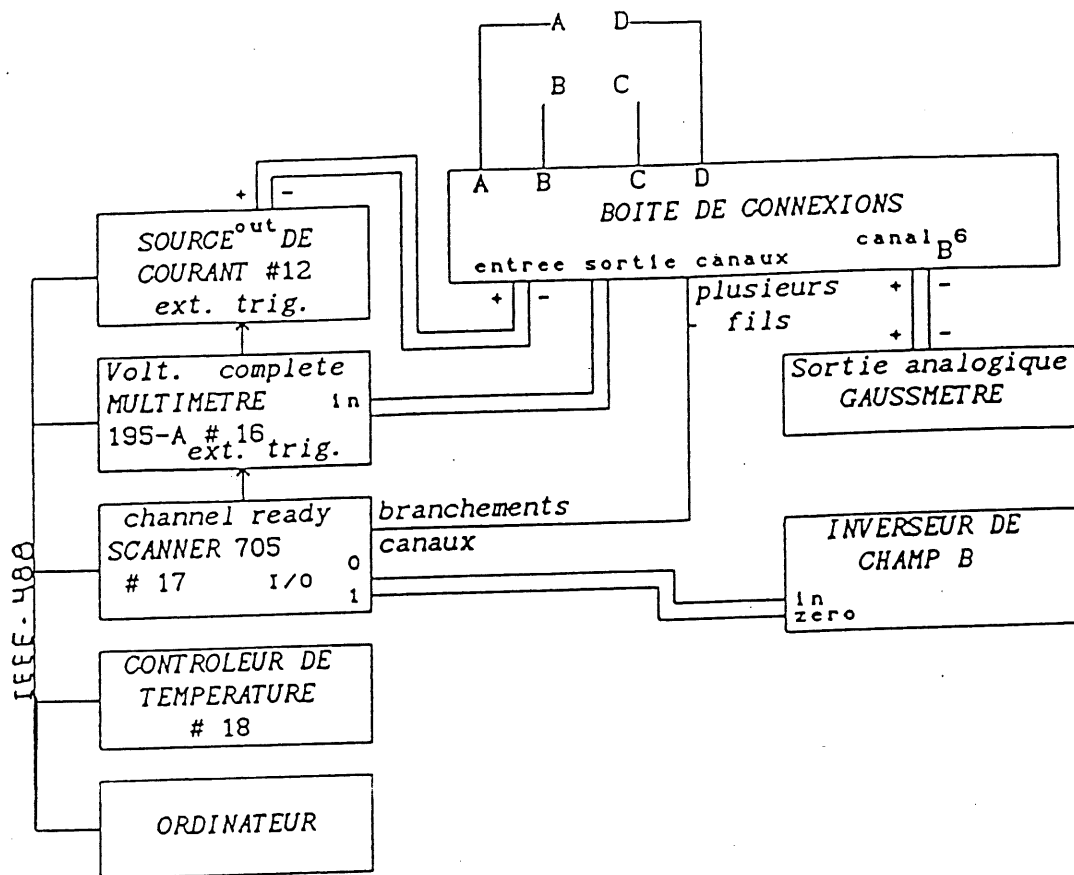 A D
B C
A B C D
BOITE DE CONNEXIONS
canal 6
B
entree sortie canaux
+ -
+ -
plusieurs
fils
+ -
+ -
SOURCE out DE
COURANT #12
ext. trig.
Volt. complete
MULTIMETRE in
195-A # 16
ext. trig.
Sortie analogique
GAUSSMETRE
channel ready
SCANNER 705
# 17 I/O 0
1
branchements
canaux
INVERSEUR DE
CHAMP B
in
zero
IEEE-488
CONTROLEUR DE
TEMPERATURE
# 18
ORDINATEUR